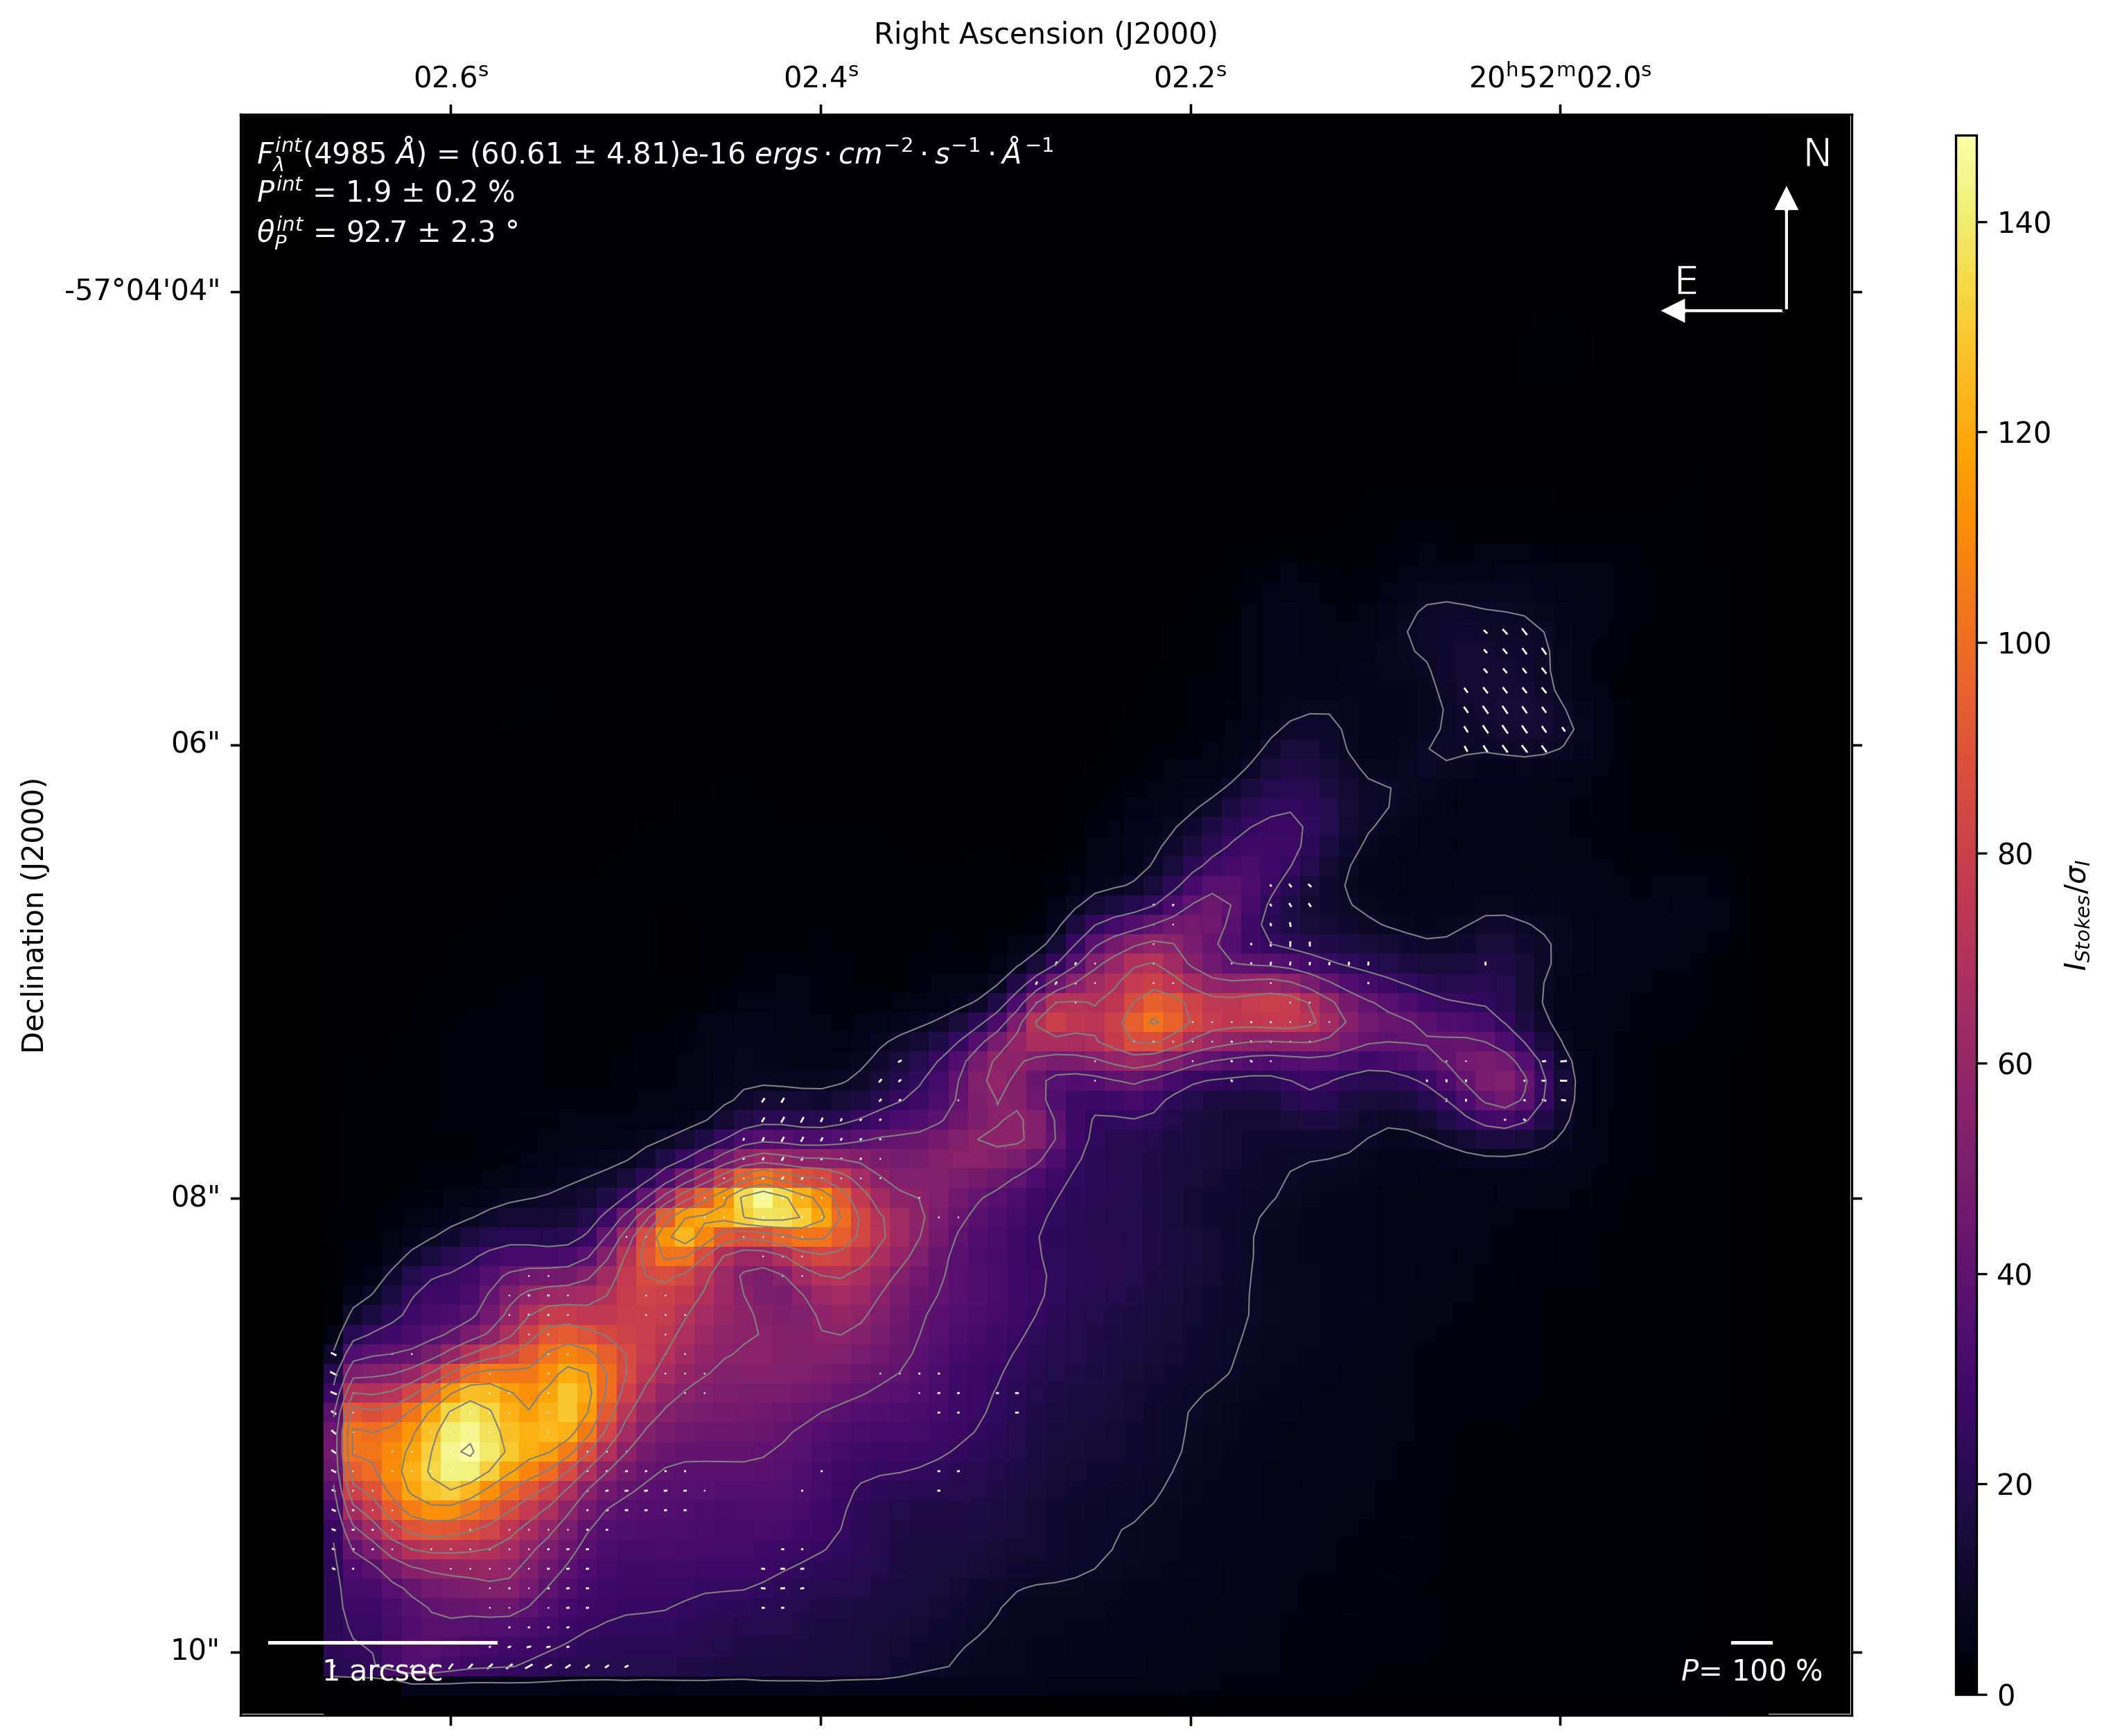 Right Ascension (J2000)
02.6ˢ 02.4ˢ 02.2ˢ 20ʰ52ᵐ02.0ˢ
F_λ^int(4985 Å) = (60.61 ± 4.81)e-16 ergs · cm⁻² · s⁻¹ · Å⁻¹
P^int = 1.9 ± 0.2 %
θ_P^int = 92.7 ± 2.3 °
N
E
-57°04'04"
06"
08"
10"
Declination (J2000)
1 arcsec
P= 100 %
140
120
100
80
60
40
20
0
I_Stokes/σ_I